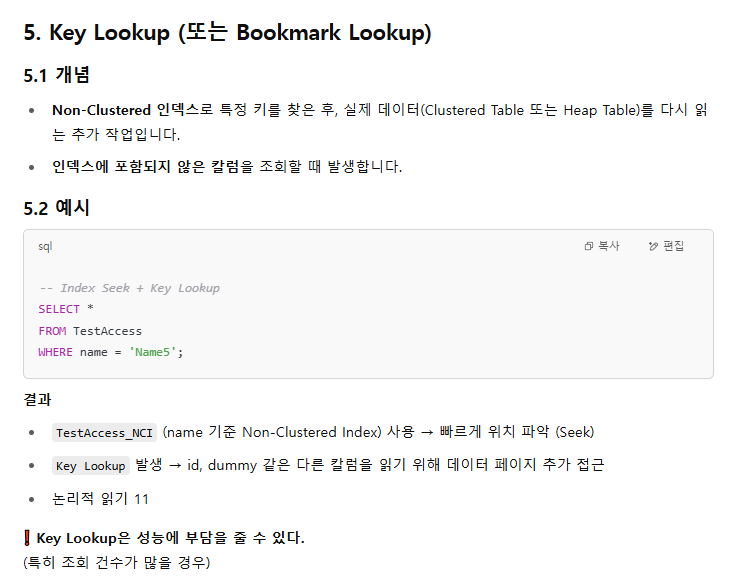 5. Key Lookup (또는 Bookmark Lookup)
5.1 개념
• Non-Clustered 인덱스로 특정 키를 찾은 후, 실제 데이터(Clustered Table 또는 Heap Table)를 다시 읽
는 추가 작업입니다.
• 인덱스에 포함되지 않은 칼럼을 조회할 때 발생합니다.
5.2 예시
sql 복사 편집
-- Index Seek + Key Lookup
SELECT *
FROM TestAccess
WHERE name = 'Name5';
결과
• TestAccess_NCI (name 기준 Non-Clustered Index) 사용 → 빠르게 위치 파악 (Seek)
• Key Lookup 발생 → id, dummy 같은 다른 칼럼을 읽기 위해 데이터 페이지 추가 접근
• 논리적 읽기 11
❗ Key Lookup은 성능에 부담을 줄 수 있다.
(특히 조회 건수가 많을 경우)